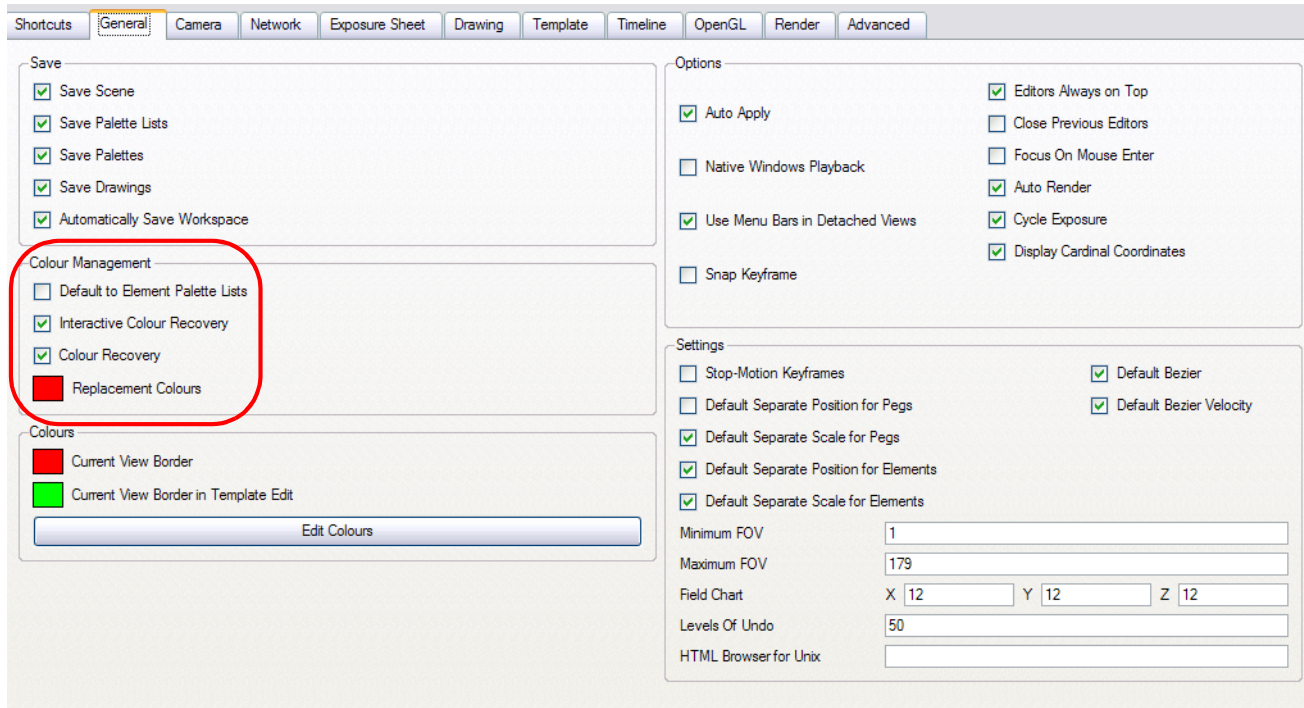 Shortcuts General Camera Network Exposure Sheet Drawing Template Timeline OpenGL Render Advanced
Save
Save Scene
Save Palette Lists
Save Palettes
Save Drawings
Automatically Save Workspace
Colour Management
Default to Element Palette Lists
Interactive Colour Recovery
Colour Recovery
Replacement Colours
Colours
Current View Border
Current View Border in Template Edit
Edit Colours
Options
Auto Apply
Native Windows Playback
Use Menu Bars in Detached Views
Snap Keyframe
Editors Always on Top
Close Previous Editors
Focus On Mouse Enter
Auto Render
Cycle Exposure
Display Cardinal Coordinates
Settings
Stop-Motion Keyframes
Default Separate Position for Pegs
Default Separate Scale for Pegs
Default Separate Position for Elements
Default Separate Scale for Elements
Default Bezier
Default Bezier Velocity
Minimum FOV 1
Maximum FOV 179
Field Chart X 12 Y 12 Z 12
Levels Of Undo 50
HTML Browser for Unix